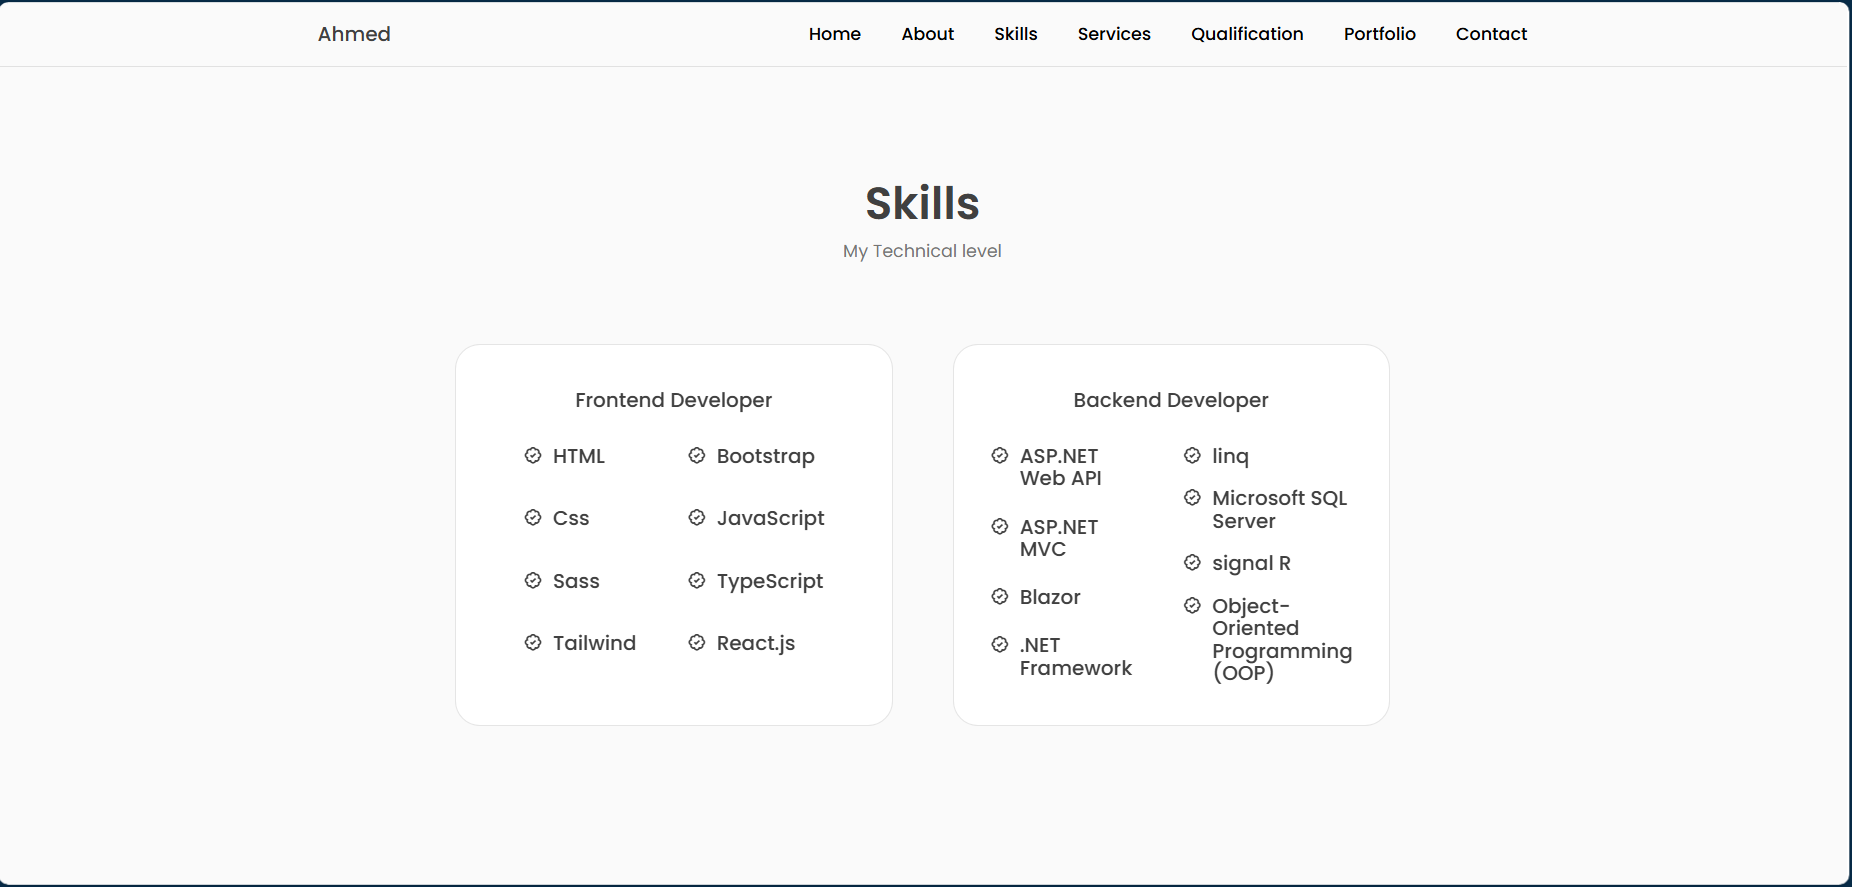 Ahmed
Home About Skills Services Qualification Portfolio Contact
Skills
My Technical level
Frontend Developer
HTML
Css
Sass
Tailwind
Bootstrap
JavaScript
TypeScript
React.js
Backend Developer
ASP.NET
Web API
ASP.NET
MVC
Blazor
.NET
Framework
linq
Microsoft SQL
Server
signal R
Object-
Oriented
Programming
(OOP)